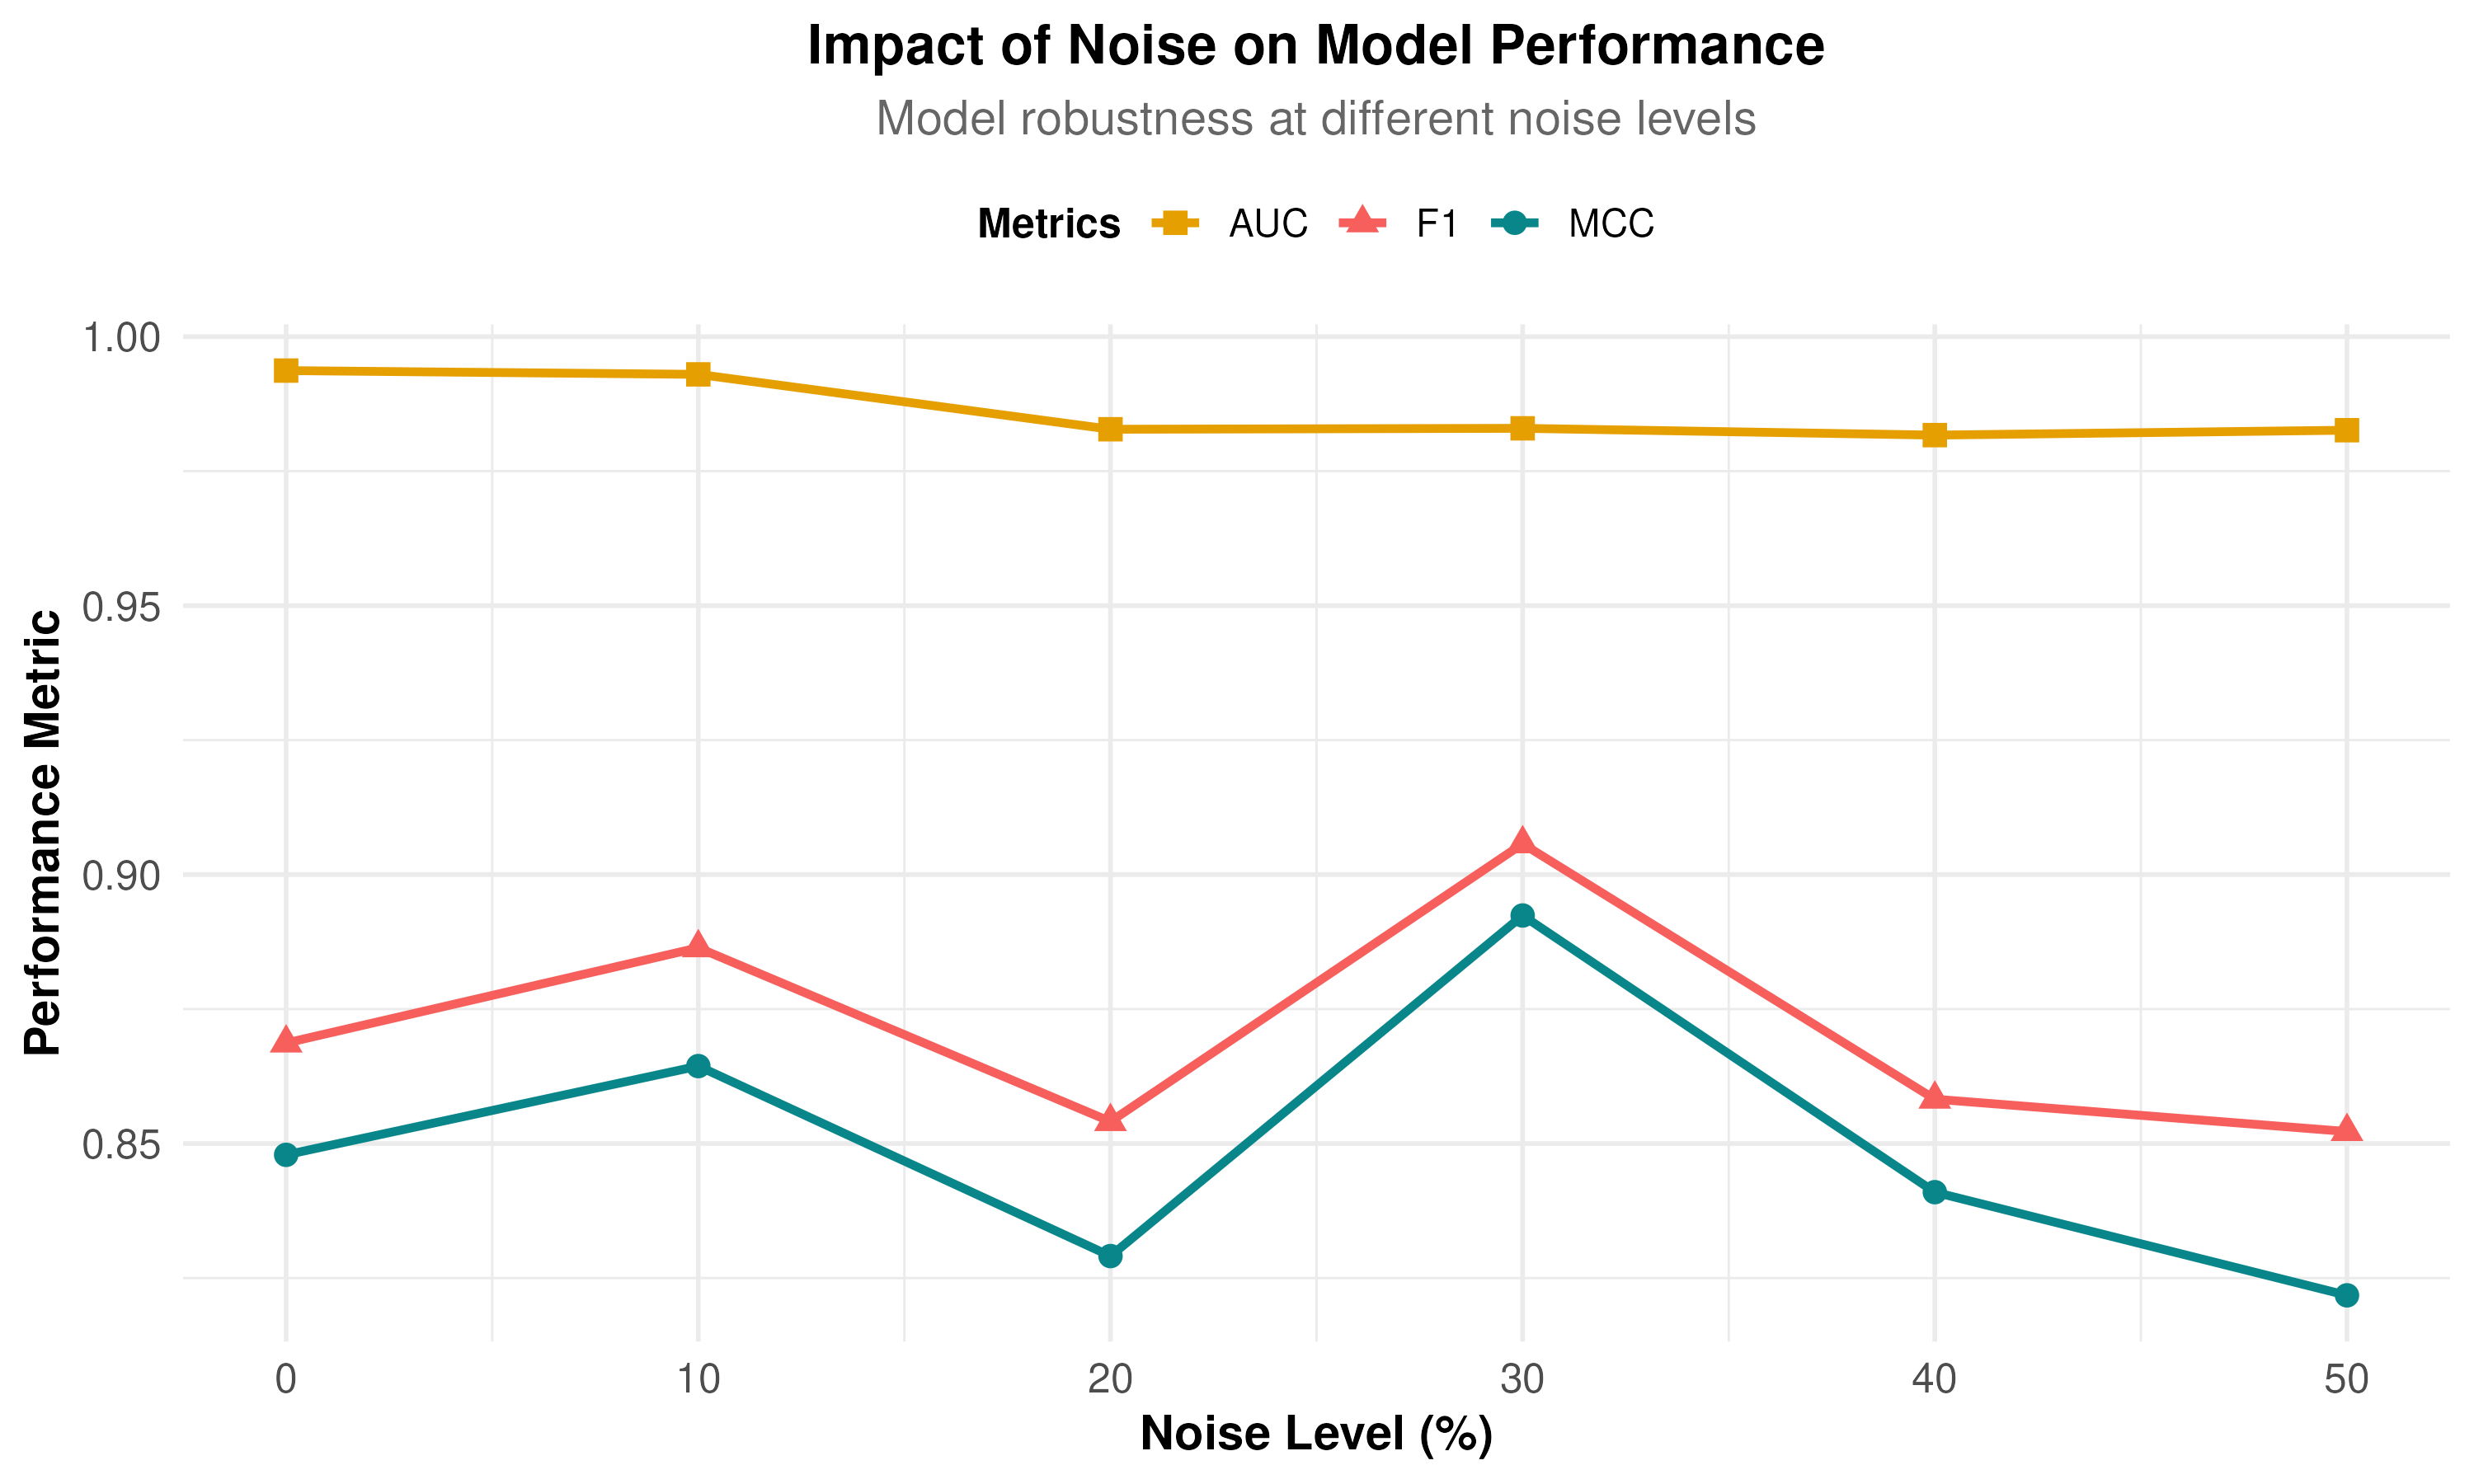 Impact of Noise on Model Performance
Model robustness at different noise levels
Metrics AUC F1 MCC
1.00
0.95
0.90
0.85
Performance Metric
0 10 20 30 40 50
Noise Level (%)